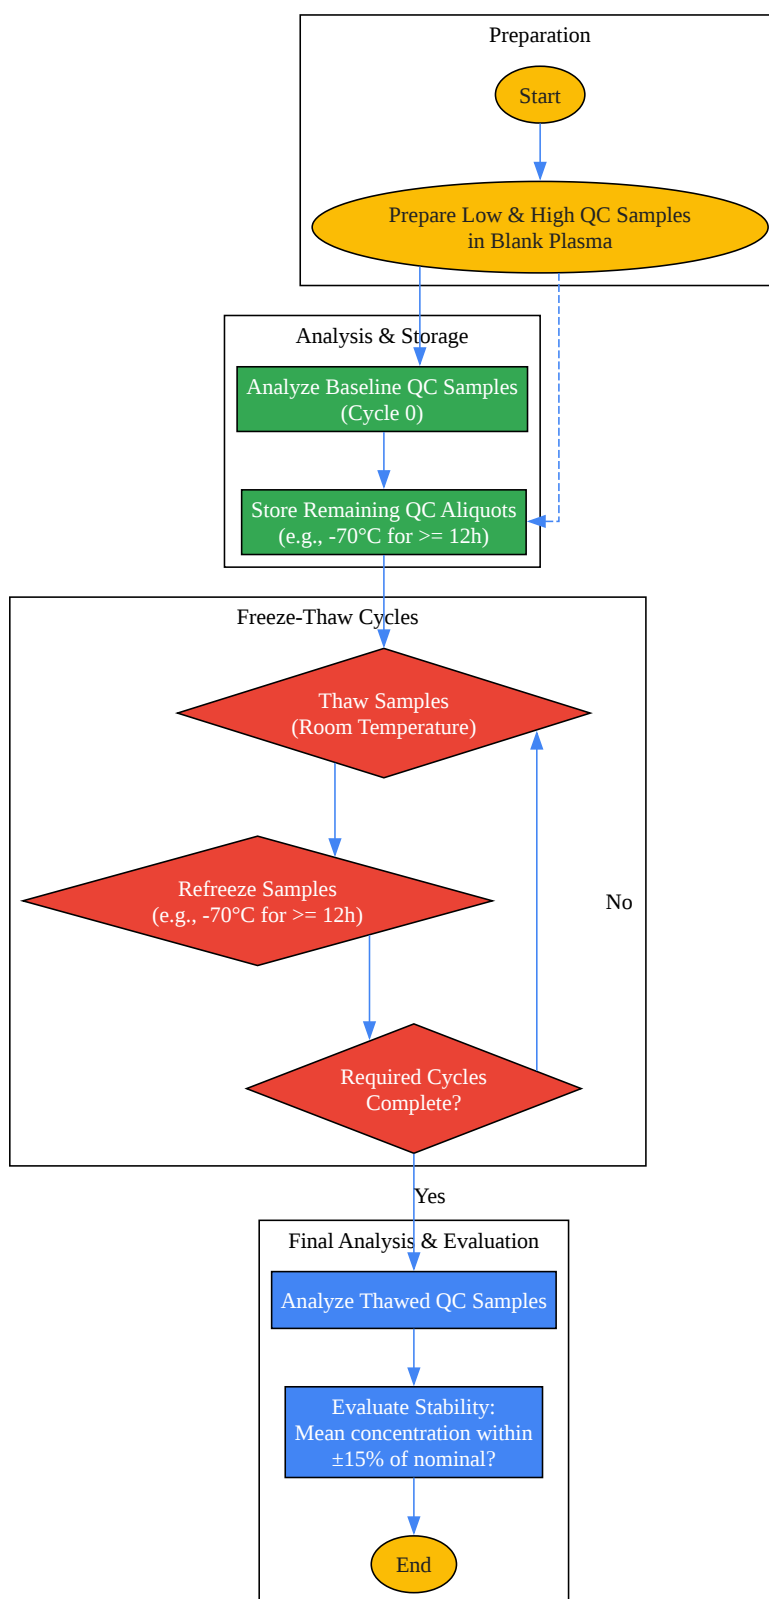 Preparation
Start
Prepare Low & High QC Samples
in Blank Plasma
Analysis & Storage
Analyze Baseline QC Samples
(Cycle 0)
Store Remaining QC Aliquots
(e.g., -70°C for >= 12h)
Freeze-Thaw Cycles
Thaw Samples
(Room Temperature)
Refreeze Samples
(e.g., -70°C for >= 12h)
No
Required Cycles
Complete?
Yes
Final Analysis & Evaluation
Analyze Thawed QC Samples
Evaluate Stability:
Mean concentration within
±15% of nominal?
End